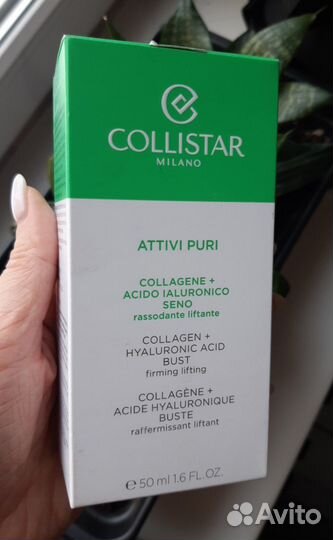 COLLISTAR
MILANO
ATTIVI PURI
COLLAGENE +
ACIDO IALURONICO
SENO
rassodante liftante
COLLAGEN +
HYALURONIC ACID
BUST
firming lifting
COLLAGÈNE +
ACIDE HYALURONIQUE
BUSTE
raffermissant liftant
℮ 50 ml 1.6 FL.OZ.
Avito